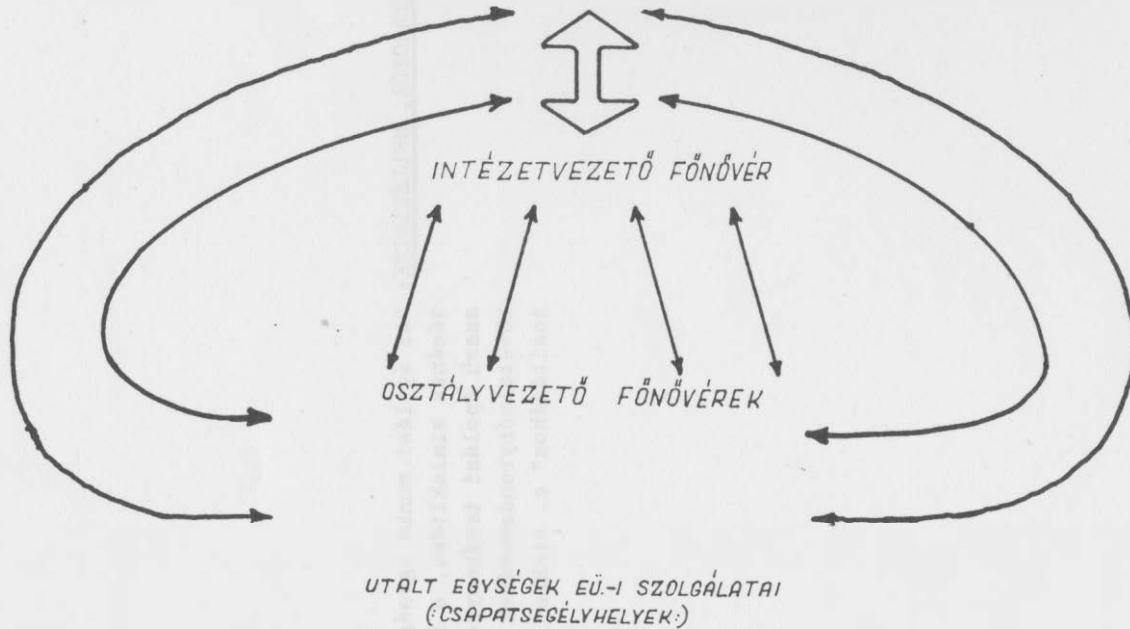 INTÉZETVEZETŐ FŐNŐVÉR
OSZTÁLYVEZETŐ FŐNŐVÉREK
UTALT EGYSÉGEK EÜ.-I SZOLGÁLATAI
(:CSAPATSEGÉLYHELYEK:)